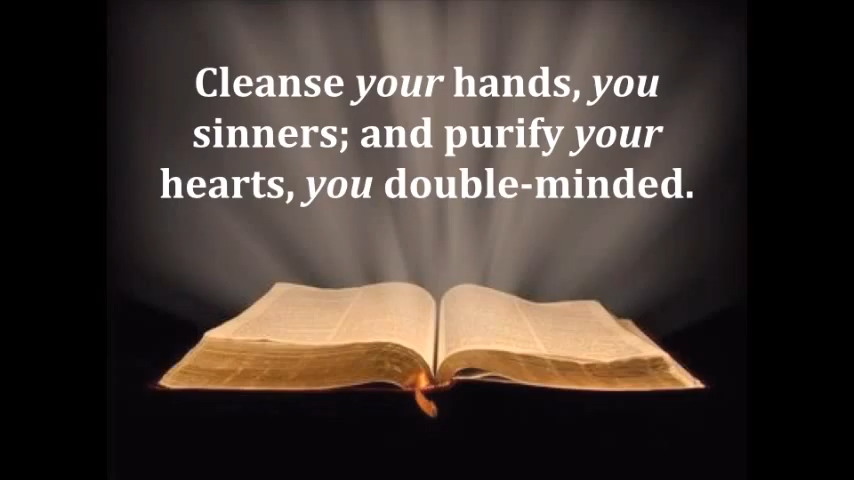 Cleanse your hands, you
sinners; and purify your
hearts, you double-minded.